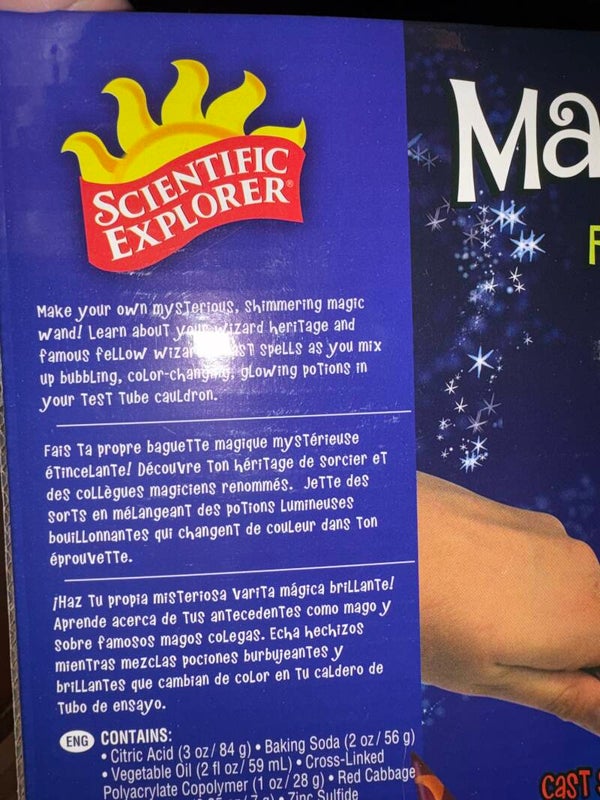 SCIENTIFIC
EXPLORER®
Ma
F
Make your own mysterious, shimmering magic
wand! Learn about your wizard heritage and
famous fellow wizar ast spells as you mix
up bubbling, color-changing, glowing potions in
your test tube cauldron.
Fais ta propre baguette magique mystérieuse
étincelante! Découvre ton héritage de sorcier et
des collègues magiciens renommés. Jette des
sorts en mélangeant des potions lumineuses
bouillonnantes qui changent de couleur dans ton
éprouvette.
¡Haz tu propia misteriosa varita mágica brillante!
Aprende acerca de tus antecedentes como mago y
sobre famosos magos colegas. Echa hechizos
mientras mezclas pociones burbujeantes y
brillantes que cambian de color en tu caldero de
tubo de ensayo.
ENG CONTAINS:
• Citric Acid (3 oz/ 84 g) • Baking Soda (2 oz/ 56 g)
• Vegetable Oil (2 fl oz/ 59 mL) • Cross-Linked
Polyacrylate Copolymer (1 oz/ 28 g) • Red Cabbage
• Zinc Sulfide
CAST